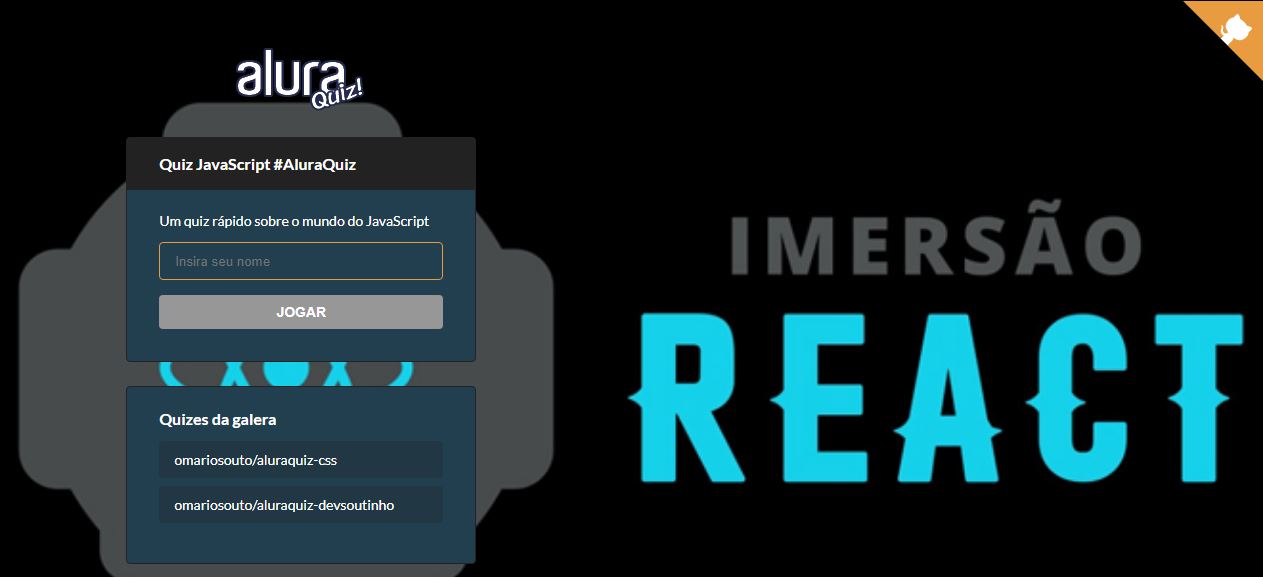 alura
Quiz!
Quiz JavaScript #AluraQuiz
Um quiz rápido sobre o mundo do JavaScript
Insira seu nome
JOGAR
Quizes da galera
omariosouto/aluraquiz-css
omariosouto/aluraquiz-devsoutinho
IMERSÃO
REACT